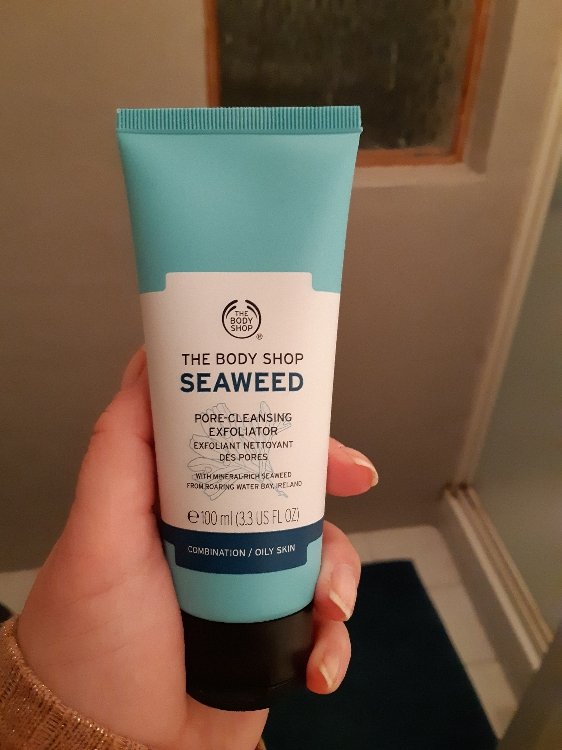 THE
BODY
SHOP
®
THE BODY SHOP
SEAWEED
PORE-CLEANSING
EXFOLIATOR
EXFOLIANT NETTOYANT
DES PORES
WITH MINERAL-RICH SEAWEED
FROM ROARING WATER BAY, IRELAND
℮ 100 ml (3.3 US FL OZ)
COMBINATION / OILY SKIN